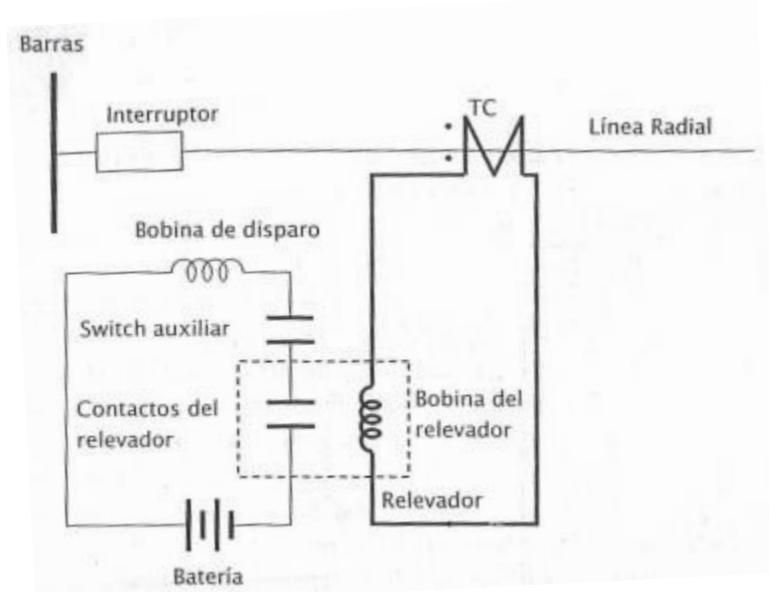 Barras
Interruptor
TC
Línea Radial
Bobina de disparo
Switch auxiliar
Contactos del
relevador
Bobina del
relevador
Relevador
Batería